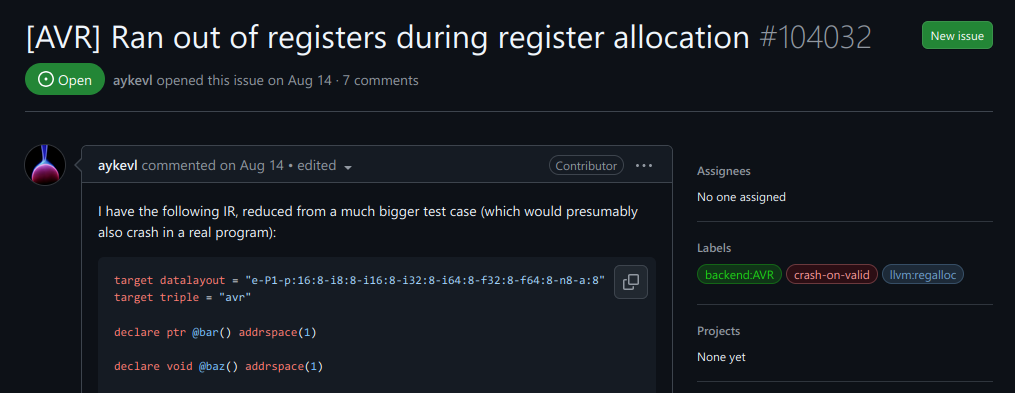 [AVR] Ran out of registers during register allocation #104032
New issue
Open
aykevl opened this issue on Aug 14 · 7 comments
aykevl commented on Aug 14 • edited
Contributor
I have the following IR, reduced from a much bigger test case (which would presumably
also crash in a real program):
target datalayout = "e-P1-p:16:8-i8:8-i16:8-i32:8-i64:8-f32:8-f64:8-n8-a:8"
target triple = "avr"
declare ptr @bar() addrspace(1)
declare void @baz() addrspace(1)
Assignees
No one assigned
Labels
backend:AVR
crash-on-valid
llvm:regalloc
Projects
None yet